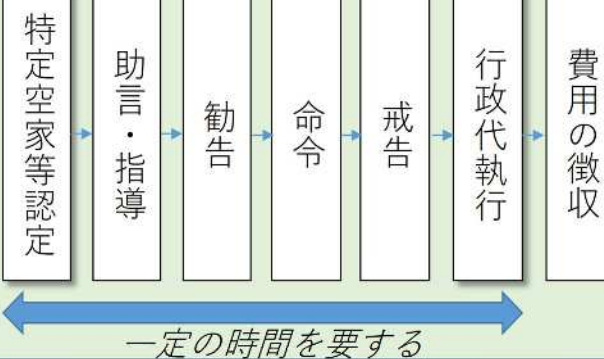 特定空家等認定
助言・指導
勧告
命令
戒告
行政代執行
費用の徴収
一定の時間を要する